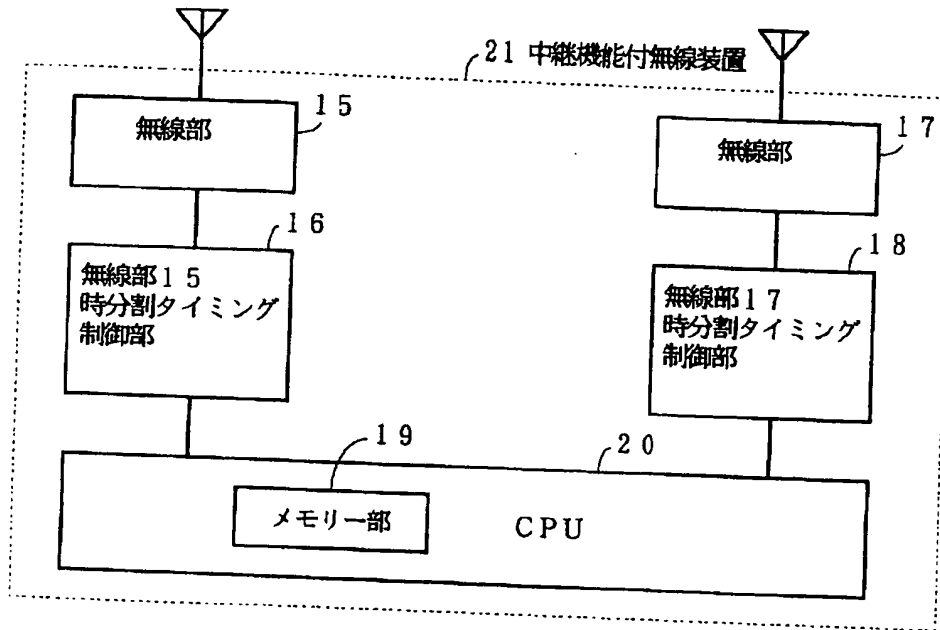 21 中継機能付無線装置
無線部
15
無線部
17
16
無線部15
時分割タイミング
制御部
18
無線部17
時分割タイミング
制御部
19
20
メモリー部
CPU